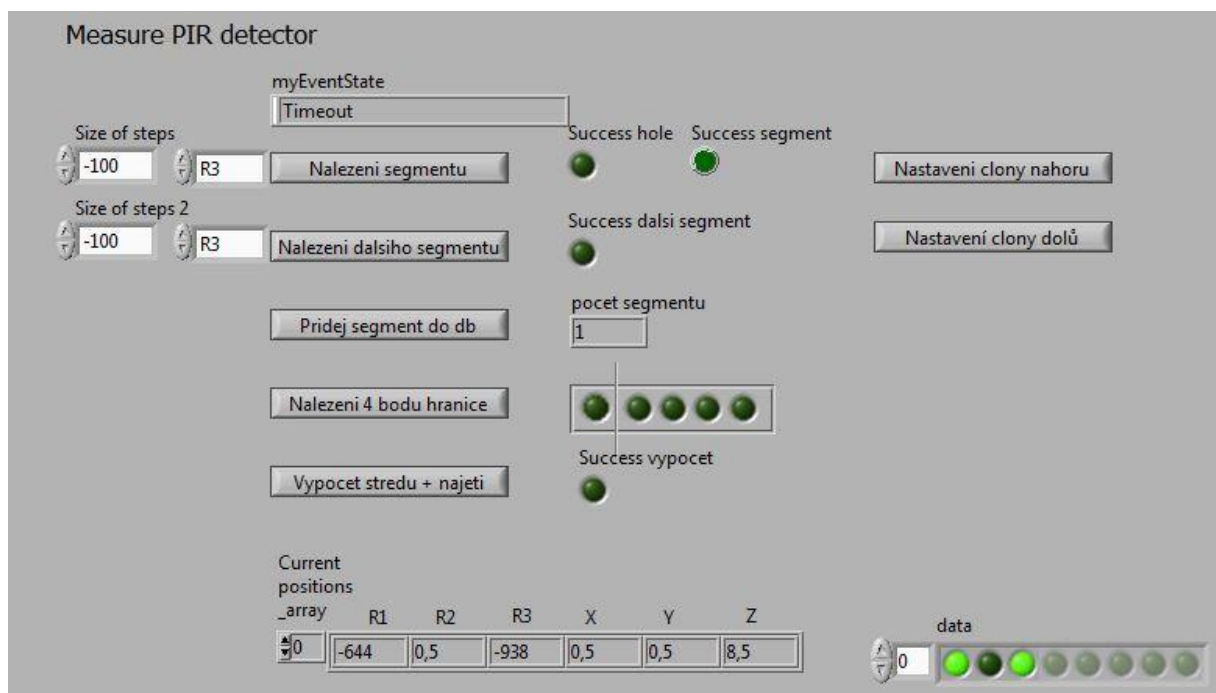 Measure PIR detector
myEventState
Timeout
Size of steps
Success hole Success segment
-100 R3 Nalezeni segmentu Nastaveni clony nahoru
Size of steps 2
Success dalsi segment
-100 R3 Nalezeni dalsiho segmentu Nastavení clony dolů
pocet segmentu
Pridej segment do db 1
Nalezeni 4 bodu hranice
Success vypocet
Vypocet stredu + najeti
Current
positions
_array R1 R2 R3 X Y Z
data
0 -644 0,5 -938 0,5 0,5 8,5 0